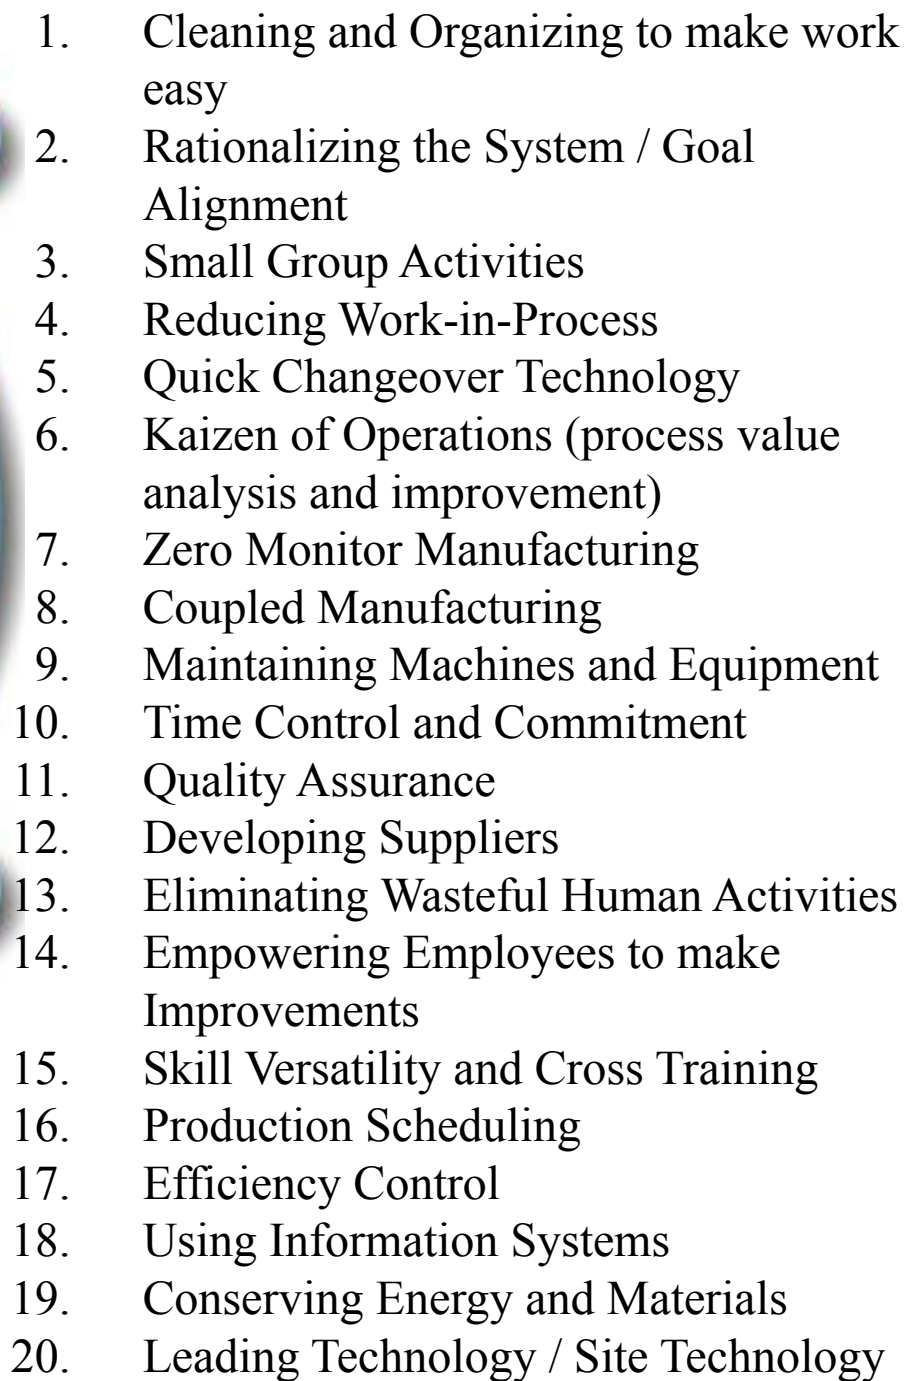 1. Cleaning and Organizing to make work
easy
2. Rationalizing the System / Goal
Alignment
3. Small Group Activities
4. Reducing Work-in-Process
5. Quick Changeover Technology
6. Kaizen of Operations (process value
analysis and improvement)
7. Zero Monitor Manufacturing
8. Coupled Manufacturing
9. Maintaining Machines and Equipment
10. Time Control and Commitment
11. Quality Assurance
12. Developing Suppliers
13. Eliminating Wasteful Human Activities
14. Empowering Employees to make
Improvements
15. Skill Versatility and Cross Training
16. Production Scheduling
17. Efficiency Control
18. Using Information Systems
19. Conserving Energy and Materials
20. Leading Technology / Site Technology